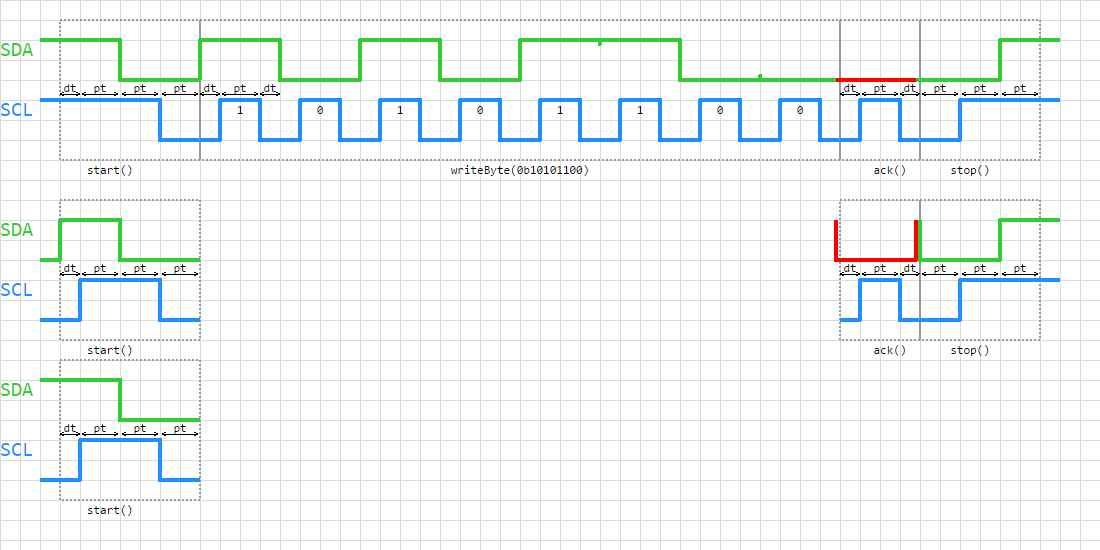 SDA
dt pt pt pt dt pt dt dt pt dt pt pt pt
SCL 1 0 1 0 1 1 0 0
start() writeByte(0b10101100) ack() stop()
SDA
dt pt pt pt dt pt dt pt pt pt
SCL
start() ack() stop()
SDA
dt pt pt pt
SCL
start()